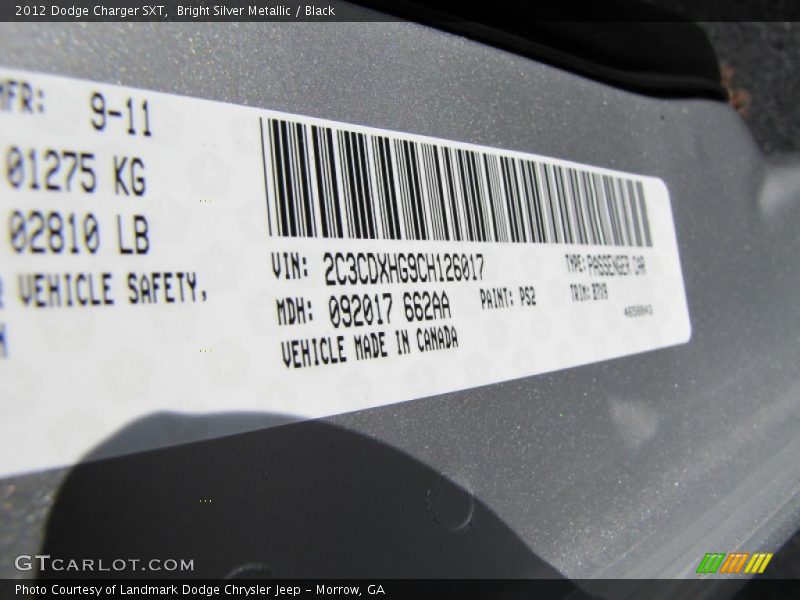 2012 Dodge Charger SXT, Bright Silver Metallic / Black
MFR: 9-11
01275 KG
02810 LB
VEHICLE SAFETY,
VIN: 2C3CDXHG9CH126017
TYPE: PASSENGER CAR
MDH: 092017 662AA
PAINT: PS2
TRIM:
VEHICLE MADE IN CANADA
GTCARLOT.COM
Photo Courtesy of Landmark Dodge Chrysler Jeep - Morrow, GA